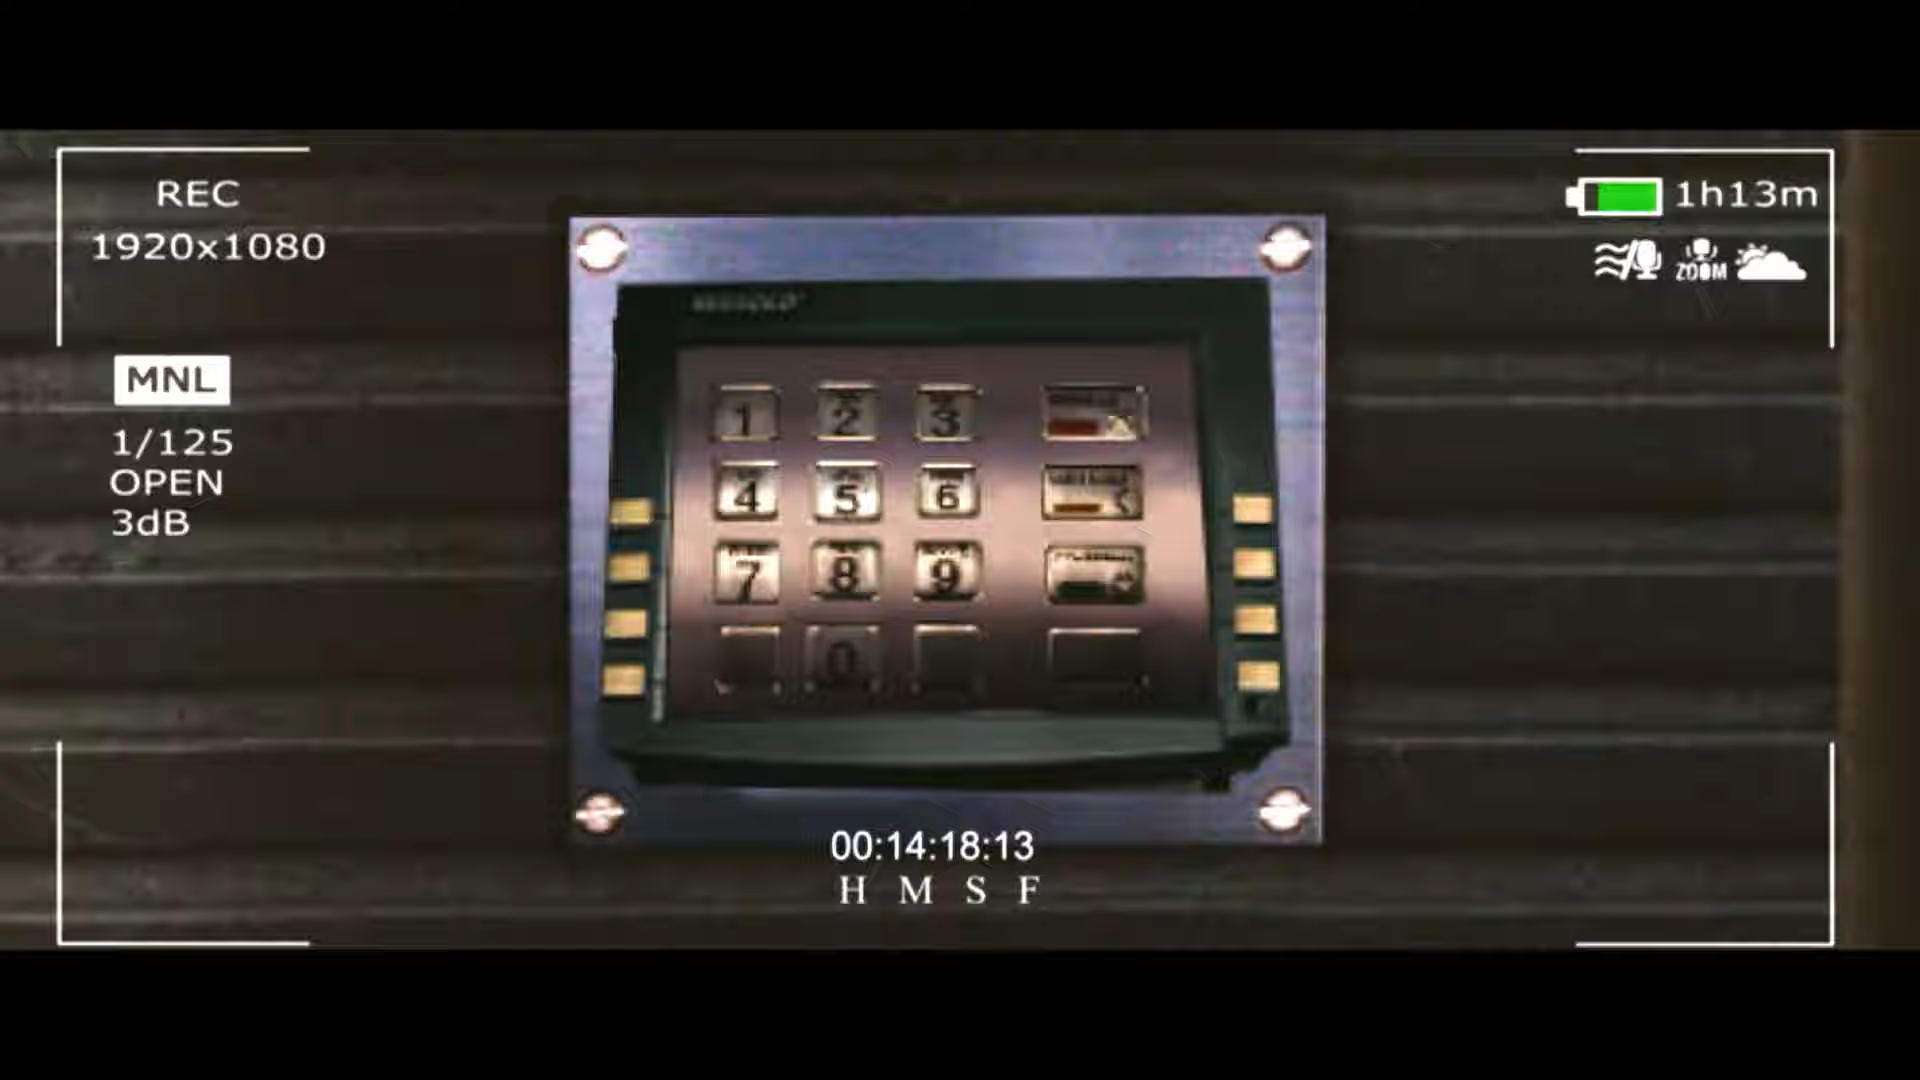 REC
1920x1080
1h13m
ZOOM
MNL
1/125
OPEN
3dB
1 2 3
4 5 6
7 8 9
0
00:14:18:13
H M S F